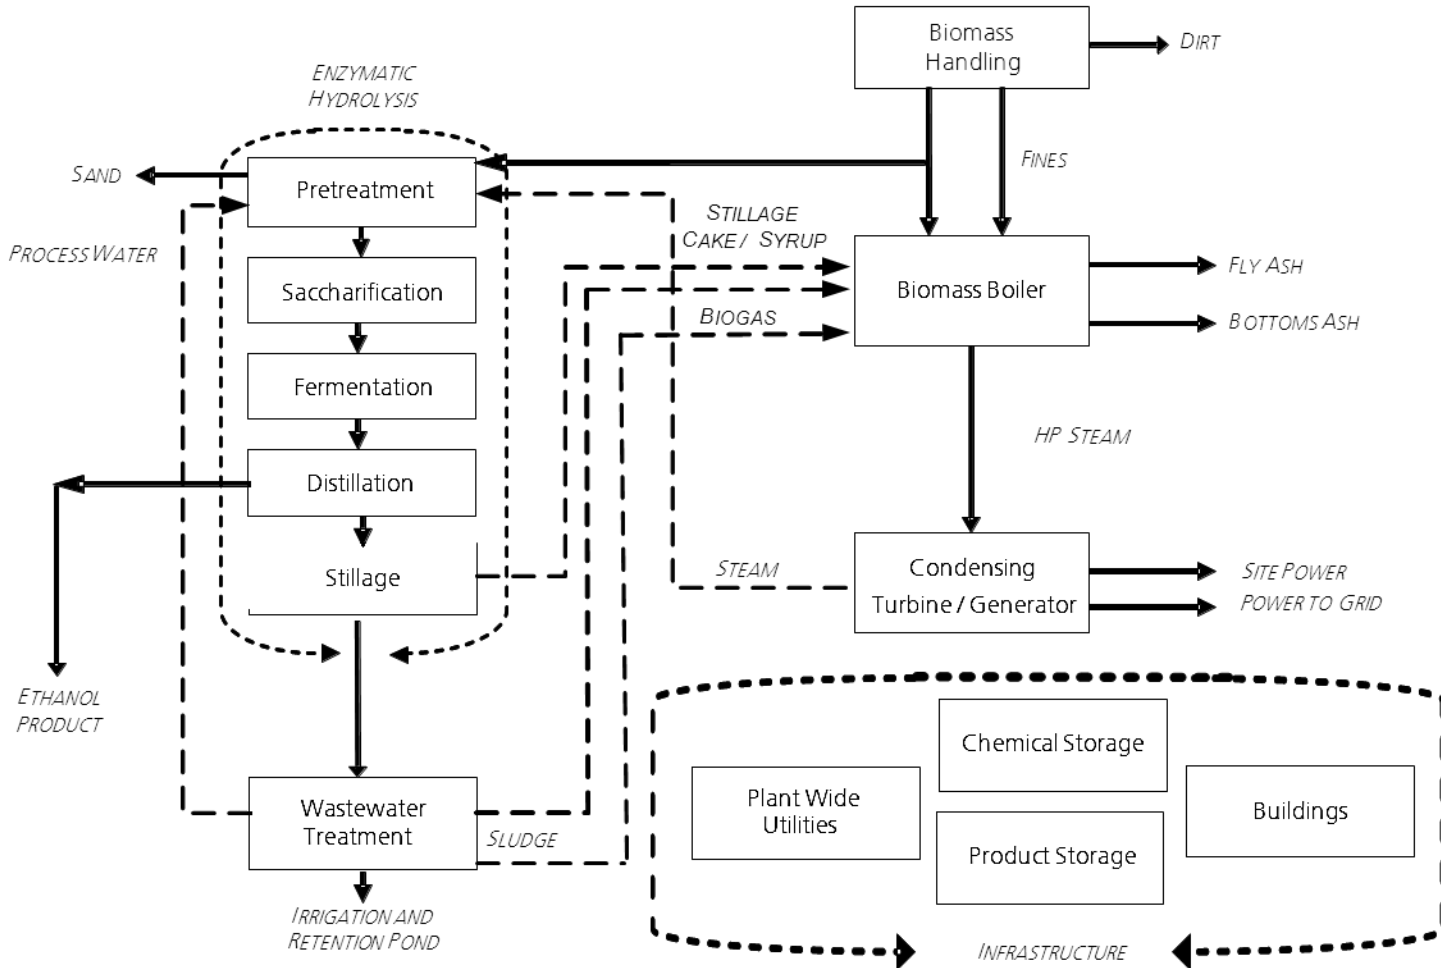 Biomass
Handling
DIRT
ENZYMATIC
HYDROLYSIS
FINES
SAND
Pretreatment
STILLAGE
CAKE / SYRUP
PROCESS WATER
Saccharification
Biomass Boiler
FLY ASH
BIOGAS
BOTTOMS ASH
Fermentation
HP STEAM
Distillation
Stillage
STEAM
Condensing
Turbine / Generator
SITE POWER
POWER TO GRID
ETHANOL
PRODUCT
Wastewater
Treatment
SLUDGE
IRRIGATION AND
RETENTION POND
Chemical Storage
Plant Wide
Utilities
Buildings
Product Storage
INFRASTRUCTURE